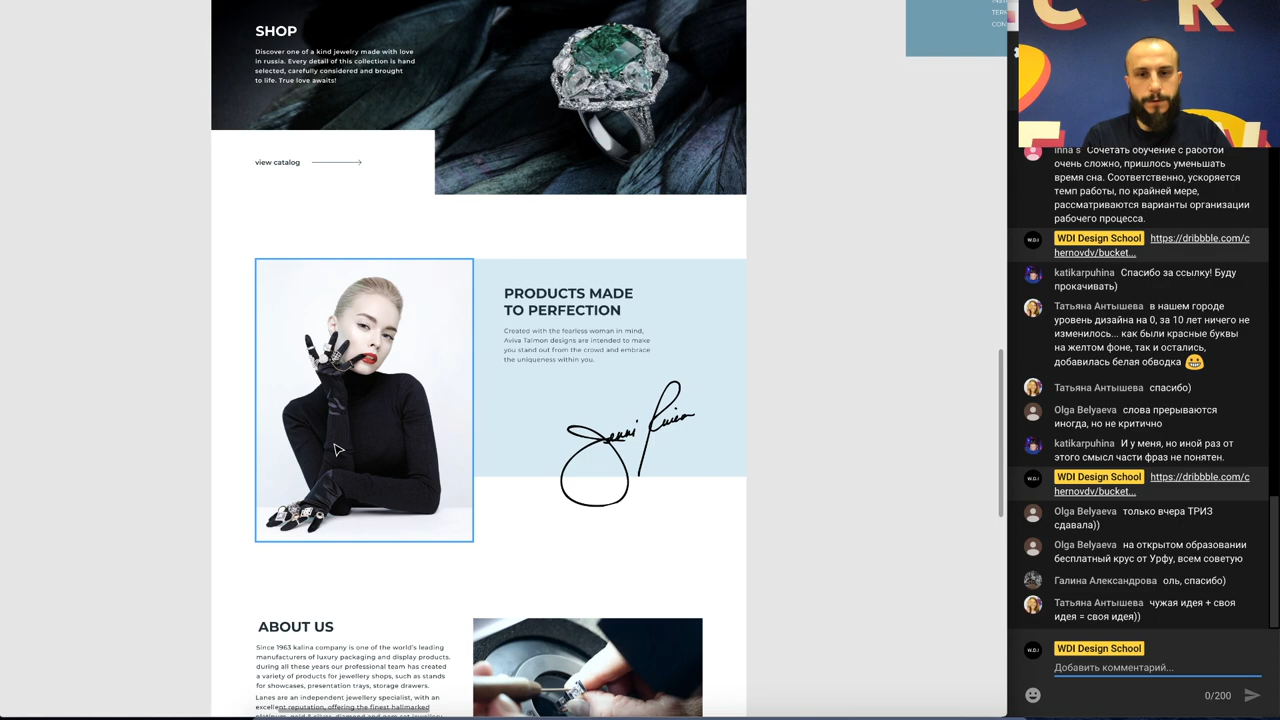 SHOP
Discover one of a kind jewelry made with love
in russia. Every detail of this collection is hand
selected, carefully considered and brought
to life. True love awaits!
view catalog
PRODUCTS MADE
TO PERFECTION
Created with the fearless woman in mind,
Aviva Taimon designs are intended to make
you stand out from the crowd and embrace
the uniqueness within you.
ABOUT US
Since 1963 kalina company is one of the world's leading
manufacturers of luxury packaging and display products.
during all these years our professional team has created
a variety of products for jewellery shops, such as stands
for showcases, presentation trays, storage drawers.
Lanes are an independent jewellery specialist, with an
excellent reputation, offering the finest hallmarked
TER
CON
inna s Сочетать обучение с работой
очень сложно, пришлось уменьшать
время сна. Соответственно, ускоряется
темп работы, по крайней мере,
рассматриваются варианты организации
рабочего процесса.
W.D.I WDI Design School https://dribbble.com/c
hernovdv/bucket...
katikarpuhina Спасибо за ссылку! Буду
прокачивать)
Татьяна Антышева в нашем городе
уровень дизайна на 0, за 10 лет ничего не
изменилось... как были красные буквы
на желтом фоне, так и остались,
добавилась белая обводка
Татьяна Антышева спасибо)
Olga Belyaeva слова прерываются
иногда, но не критично
katikarpuhina И у меня, но иной раз от
этого смысл части фраз не понятен.
W.D.I WDI Design School https://dribbble.com/c
hernovdv/bucket...
Olga Belyaeva только вчера ТРИЗ
сдавала))
Olga Belyaeva на открытом образовании
бесплатный крус от Урфу, всем советую
Галина Александрова оль, спасибо)
Татьяна Антышева чужая идея + своя
идея = своя идея))
W.D.I WDI Design School
Добавить комментарий...
0/200